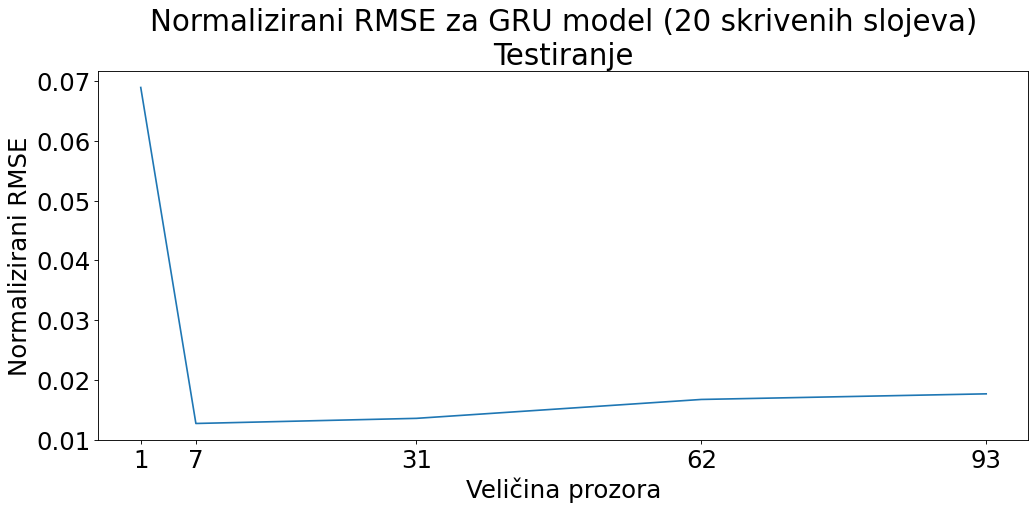 Normalizirani RMSE za GRU model (20 skrivenih slojeva)
Testiranje
Normalizirani RMSE
0.07
0.06
0.05
0.04
0.03
0.02
0.01
1 7 31 62 93
Veličina prozora